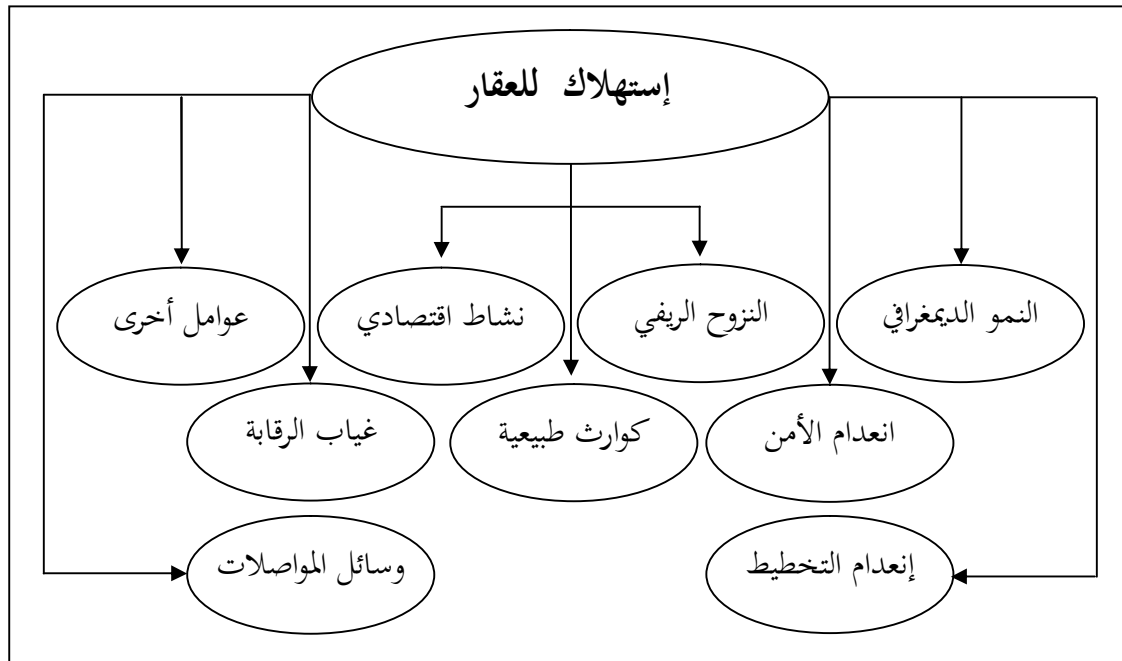 إستهلاك للعقار
النمو الديمغرافي
النزوح الريفي
نشاط اقتصادي
عوامل أخرى
انعدام الأمن
كوارث طبيعية
غياب الرقابة
إنعدام التخطيط
وسائل المواصلات